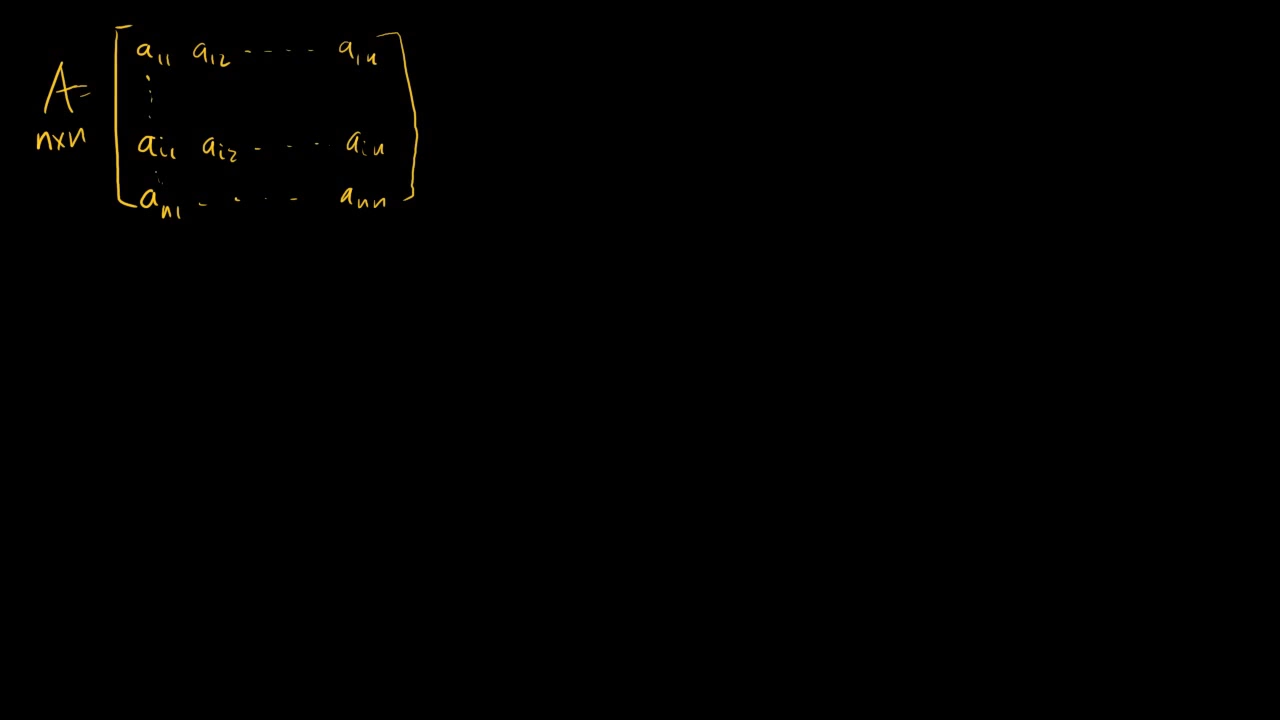 a₁₁ a₁₂ ---- a₁ₙ
A =
n×n
aᵢ₁ aᵢ₂ - - - - aᵢₙ
aₙ₁ - - - - aₙₙ